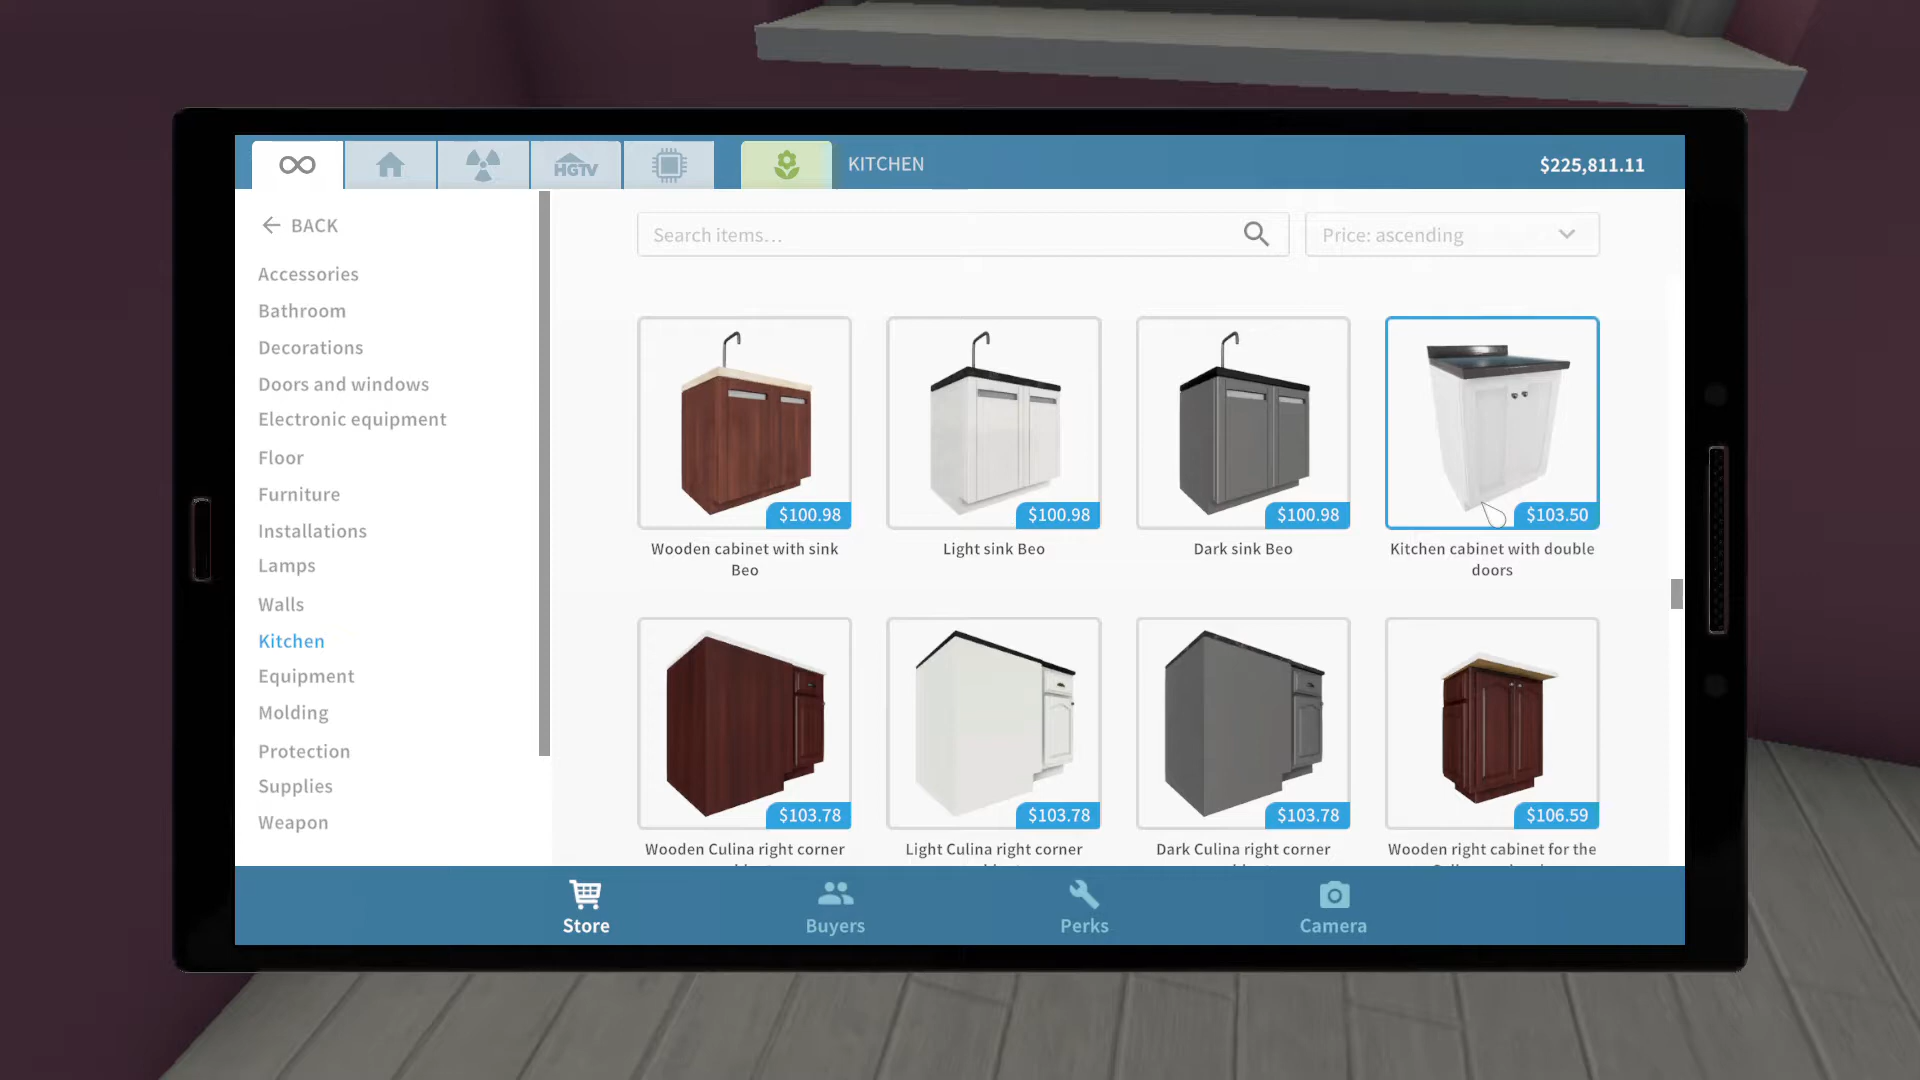 HGTV
KITCHEN
$225,811.11
BACK
Accessories
Bathroom
Decorations
Doors and windows
Electronic equipment
Floor
Furniture
Installations
Lamps
Walls
Kitchen
Equipment
Molding
Protection
Supplies
Weapon
Search items...
Price: ascending
$100.98
Wooden cabinet with sink
Beo
$100.98
Light sink Beo
$100.98
Dark sink Beo
$103.50
Kitchen cabinet with double
doors
$103.78
Wooden Culina right corner
$103.78
Light Culina right corner
$103.78
Dark Culina right corner
$106.59
Wooden right cabinet for the
Store
Buyers
Perks
Camera